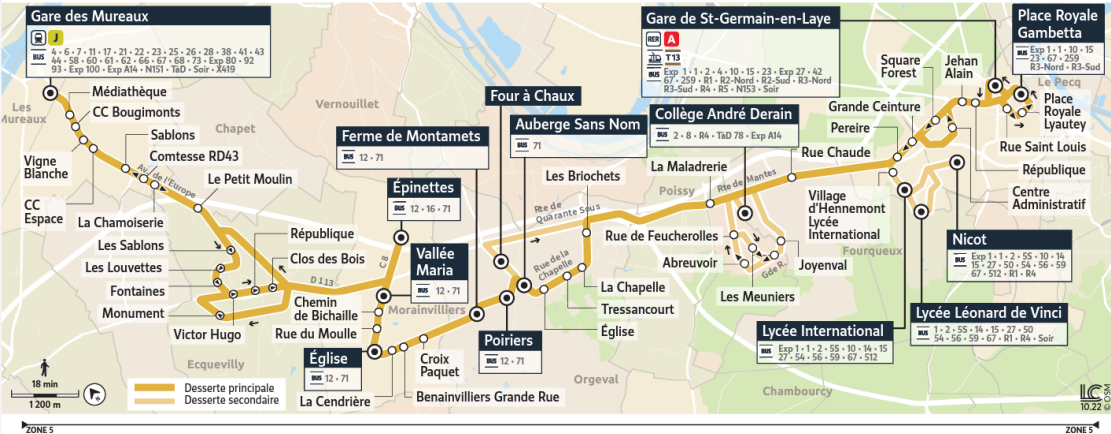 Gare des Mureaux
J
BUS 4 • 6 • 7 • 11 • 17 • 21 • 22 • 23 • 25 • 26 • 28 • 38 • 41 • 43
44 • 58 • 60 • 61 • 62 • 66 • 67 • 68 • 73 • Exp 80 • 92
93 • Exp 100 • Exp A14 • N151 • TàD • Soir • X419
Les
Mureaux
Médiathèque
CC Bougimonts
Sablons
Comtesse RD43
Le Petit Moulin
Vigne
Blanche
CC
Espace
Av. de l'Europe
La Chamoiserie
Les Sablons
Les Louvettes
Fontaines
Monument
Victor Hugo
République
Clos des Bois
D 113
Chapet
Vernouillet
Ecquevilly
Chemin
de Bichaille
Rue du Moulle
Église
BUS 12 • 71
La Cendrière
Benainvilliers Grande Rue
Croix
Paquet
Morainvilliers
C 8
Ferme de Montamets
BUS 12 • 71
Épinettes
BUS 12 • 16 • 71
Vallée
Maria
BUS 12 • 71
Four à Chaux
Auberge Sans Nom
BUS 71
Poiriers
BUS 12 • 71
Les Briochets
Rte de
Quarante Sous
Rue de la
Chapelle
La Chapelle
Tressancourt
Église
Orgeval
Gare de St-Germain-en-Laye
RER A
T13
BUS Exp 1 • 1 • 2 • 4 • 10 • 15 • 23 • Exp 27 • 42
67 • 259 • R1 • R2-Nord • R2-Sud • R3-Nord
R3-Sud • R4 • R5 • N153 • Soir
Collège André Derain
BUS 2 • 8 • R4 • TàD 78 • Exp A14
La Maladrerie
Poissy
Rte de Mantes
Rue Chaude
Rue de Feucherolles
Abreuvoir
Les Meuniers
Gde R.
Joyenval
Place Royale
Gambetta
BUS Exp 1 • 1 • 10 • 15
23 • 67 • 259
R3-Nord • R3-Sud
Le Pecq
Square
Forest
Jehan
Alain
Grande Ceinture
Pereire
Place
Royale
Lyautey
Rue Saint Louis
République
Centre
Administratif
Village
d'Hennemont
Lycée
International
Fourqueux
Nicot
BUS Exp 1 • 1 • 2 • 5S • 10 • 14
15 • 27 • 50 • 54 • 56 • 59
67 • 512 • R1 • R4
Lycée International
BUS Exp 1 • 1 • 2 • 5S • 10 • 14 • 15
27 • 54 • 56 • 59 • 67 • 512
Lycée Léonard de Vinci
BUS 1 • 2 • 5S • 14 • 15 • 27 • 50
54 • 56 • 59 • 67 • R1 • R4 • Soir
Chambourcy
18 min
1 200 m
Desserte principale
Desserte secondaire
LC
10.22
© OSM
ZONE 5
ZONE 5